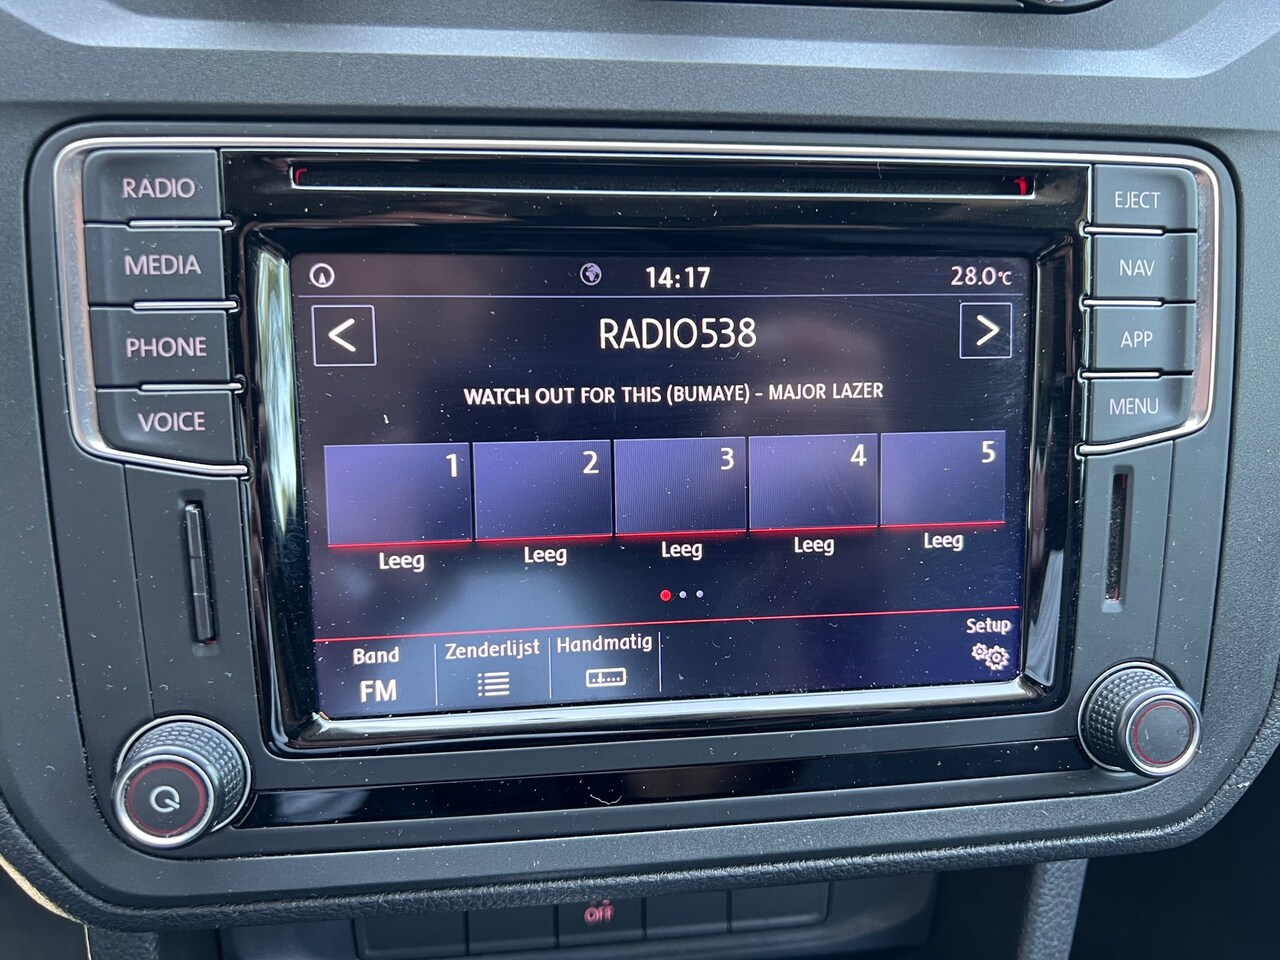 RADIO
MEDIA
PHONE
VOICE
EJECT
NAV
APP
MENU
14:17
28.0°C
<
RADIO538
>
WATCH OUT FOR THIS (BUMAYE) - MAJOR LAZER
1
2
3
4
5
Leeg
Leeg
Leeg
Leeg
Leeg
Band
FM
Zenderlijst
Handmatig
Setup
off